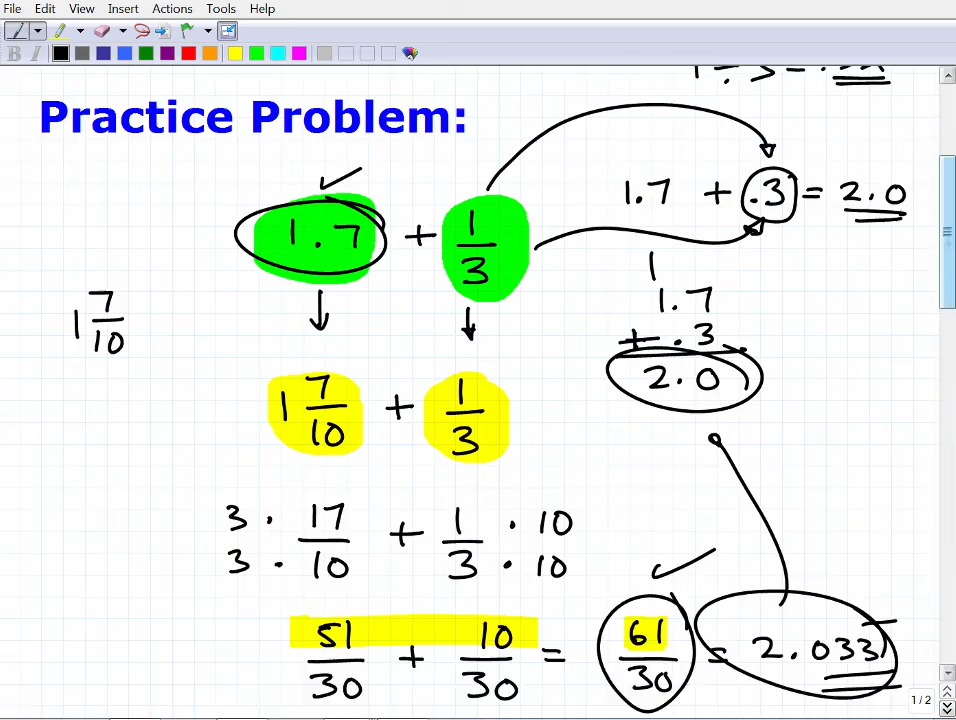 File Edit View Insert Actions Tools Help
B I
Practice Problem:
1.7 + 1/3
1.7 + .3 = 2.0
1 7/10
1
1.7
+ .3
2.0
1 7/10 + 1/3
3 · 17/10 + 1/3 · 10
3 · 10
51/30 + 10/30 = 61/30 = 2.033
1/2